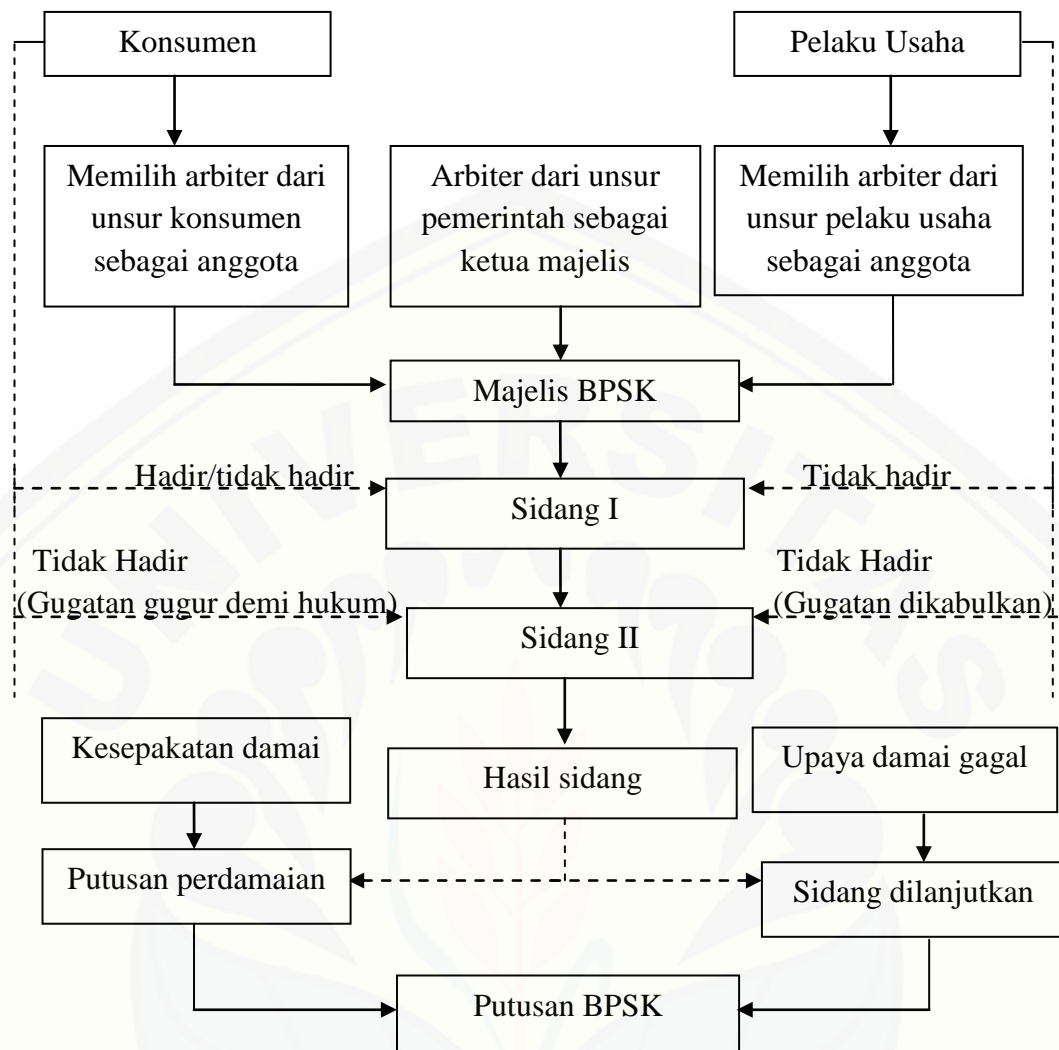 Konsumen
Pelaku Usaha
Memilih arbiter dari
unsur konsumen
sebagai anggota
Arbiter dari unsur
pemerintah sebagai
ketua majelis
Memilih arbiter dari
unsur pelaku usaha
sebagai anggota
Majelis BPSK
Hadir/tidak hadir
Tidak hadir
Sidang I
Tidak Hadir
(Gugatan gugur demi hukum)
Tidak Hadir
(Gugatan dikabulkan)
Sidang II
Kesepakatan damai
Hasil sidang
Upaya damai gagal
Putusan perdamaian
Sidang dilanjutkan
Putusan BPSK
UNIVERSITAS